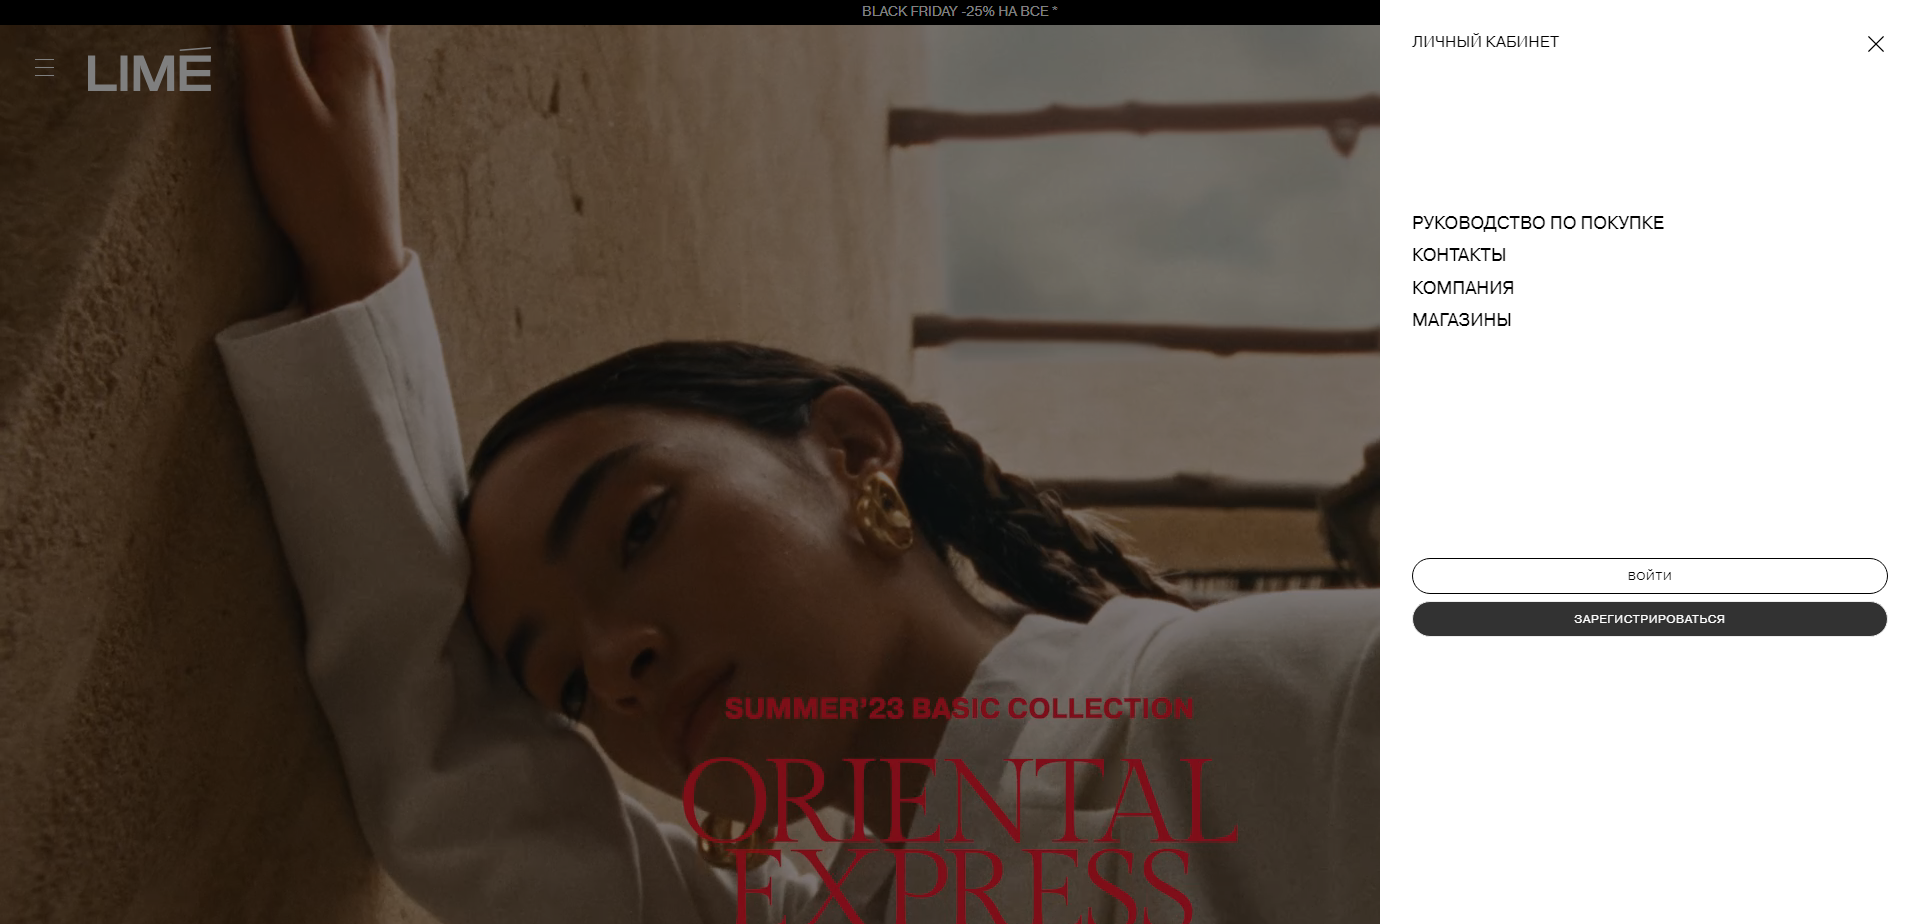 BLACK FRIDAY -25% НА ВСЕ *
LIMÉ
SUMMER’23 BASIC COLLECTION
ORIENTAL
EXPRESS
ЛИЧНЫЙ КАБИНЕТ
РУКОВОДСТВО ПО ПОКУПКЕ
КОНТАКТЫ
КОМПАНИЯ
МАГАЗИНЫ
ВОЙТИ
ЗАРЕГИСТРИРОВАТЬСЯ